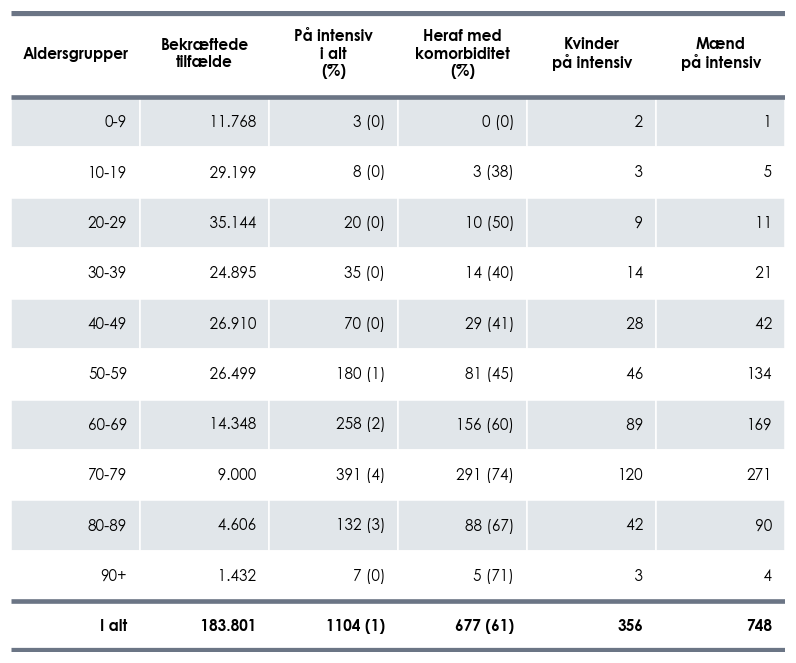 Aldersgrupper Bekræftede tilfælde På intensiv i alt (%) Heraf med komorbiditet (%) Kvinder på intensiv Mænd på intensiv
0-9 11.768 3 (0) 0 (0) 2 1
10-19 29.199 8 (0) 3 (38) 3 5
20-29 35.144 20 (0) 10 (50) 9 11
30-39 24.895 35 (0) 14 (40) 14 21
40-49 26.910 70 (0) 29 (41) 28 42
50-59 26.499 180 (1) 81 (45) 46 134
60-69 14.348 258 (2) 156 (60) 89 169
70-79 9.000 391 (4) 291 (74) 120 271
80-89 4.606 132 (3) 88 (67) 42 90
90+ 1.432 7 (0) 5 (71) 3 4
I alt 183.801 1104 (1) 677 (61) 356 748